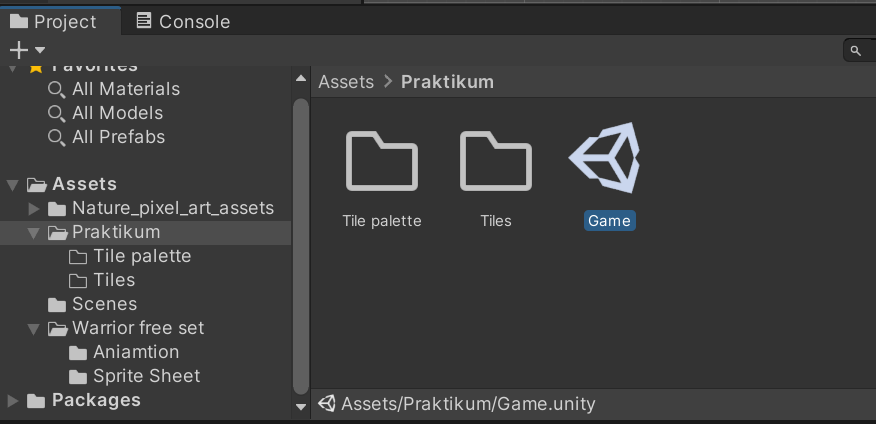 Project
Console
Favorites
All Materials
All Models
All Prefabs
Assets
Nature_pixel_art_assets
Praktikum
Tile palette
Tiles
Scenes
Warrior free set
Aniamtion
Sprite Sheet
Packages
Assets > Praktikum
Tile palette
Tiles
Game
Assets/Praktikum/Game.unity